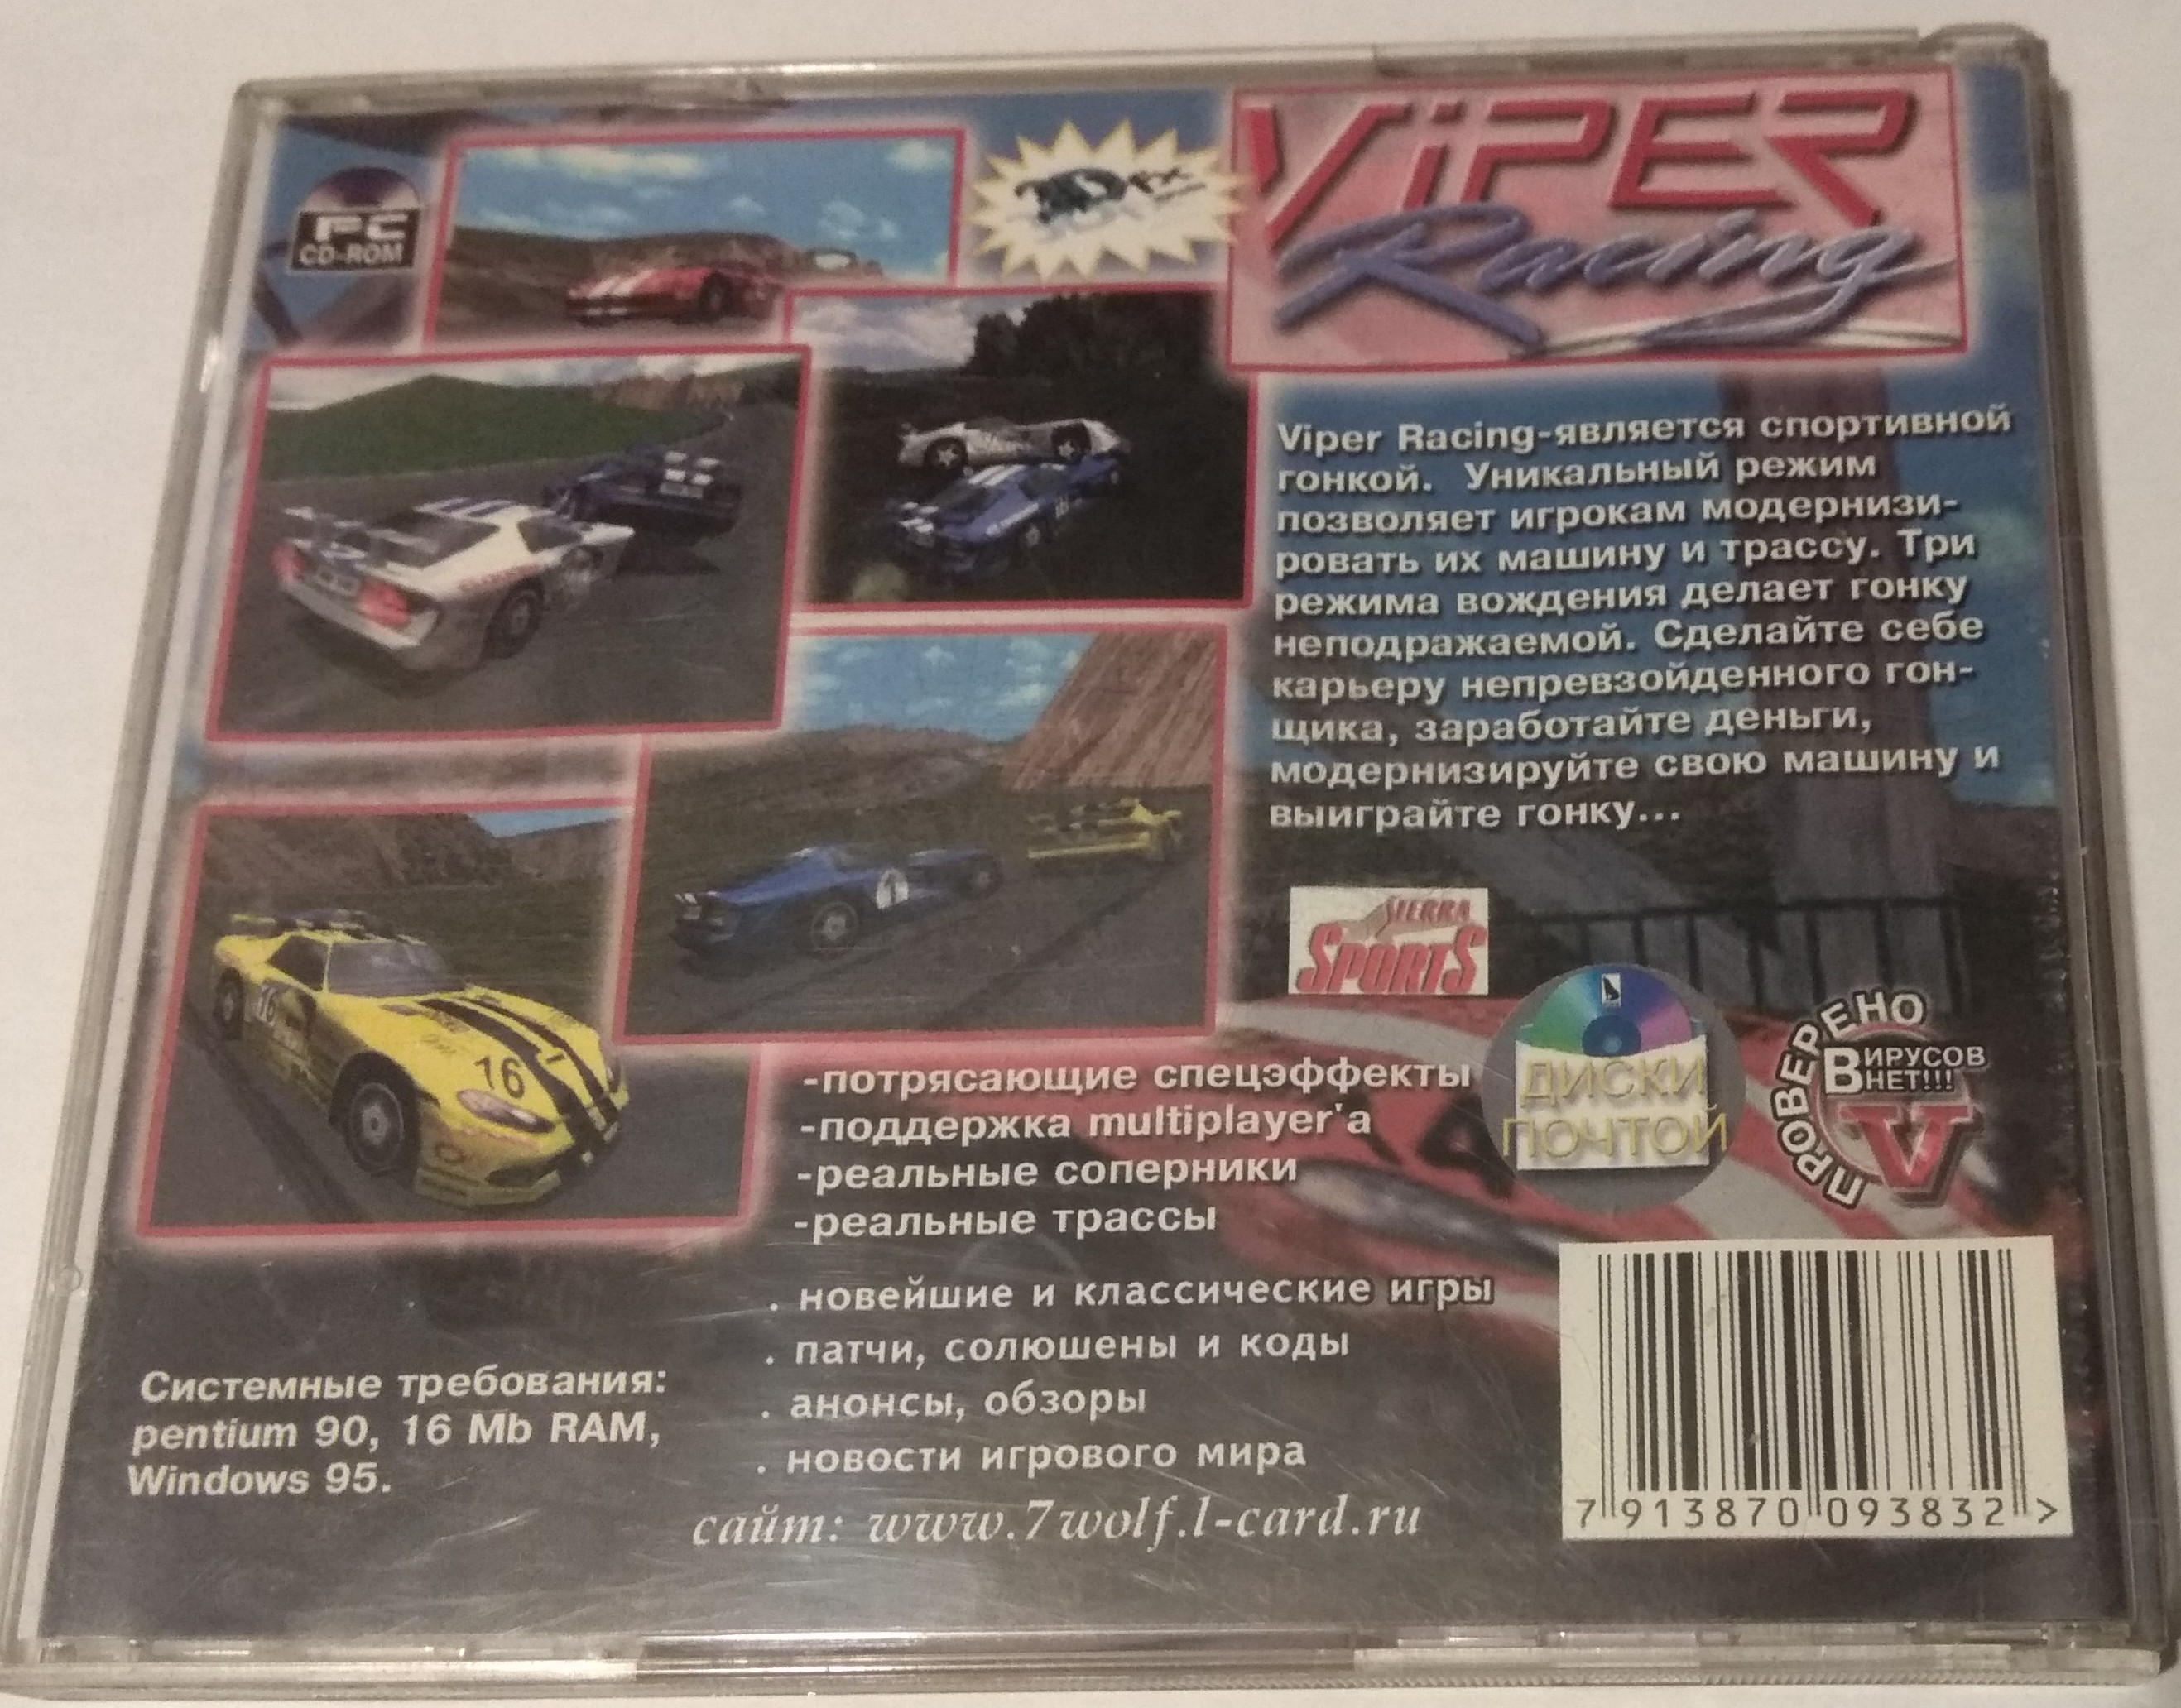 PC
CD-ROM
3Dfx
ViPER
Racing
Viper Racing-является спортивной
гонкой. Уникальный режим
позволяет игрокам модернизи-
ровать их машину и трассу. Три
режима вождения делает гонку
неподражаемой. Сделайте себе
карьеру непревзойденного гон-
щика, заработайте деньги,
модернизируйте свою машину и
выиграйте гонку...
SIERRA
SPORTS
ДИСКИ
ПОЧТОЙ
ПРОВЕРЕНО
ВИРУСОВ
НЕТ!!!
V
16
16
1
-потрясающие спецэффекты
-поддержка multiplayer'а
-реальные соперники
-реальные трассы
. новейшие и классические игры
. патчи, солюшены и коды
. анонсы, обзоры
. новости игрового мира
сайт: www.7wolf.l-card.ru
Системные требования:
pentium 90, 16 Mb RAM,
Windows 95.
7 913870 093832 >